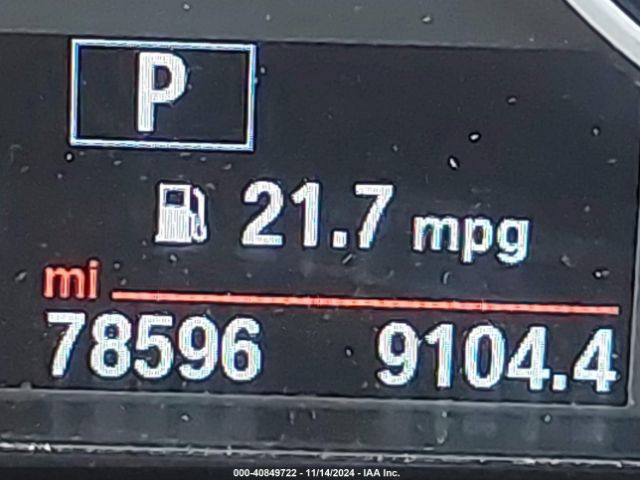 P
21.7 mpg
mi
78596 9104.4
000-40849722 - 11/14/2024 - IAA Inc.